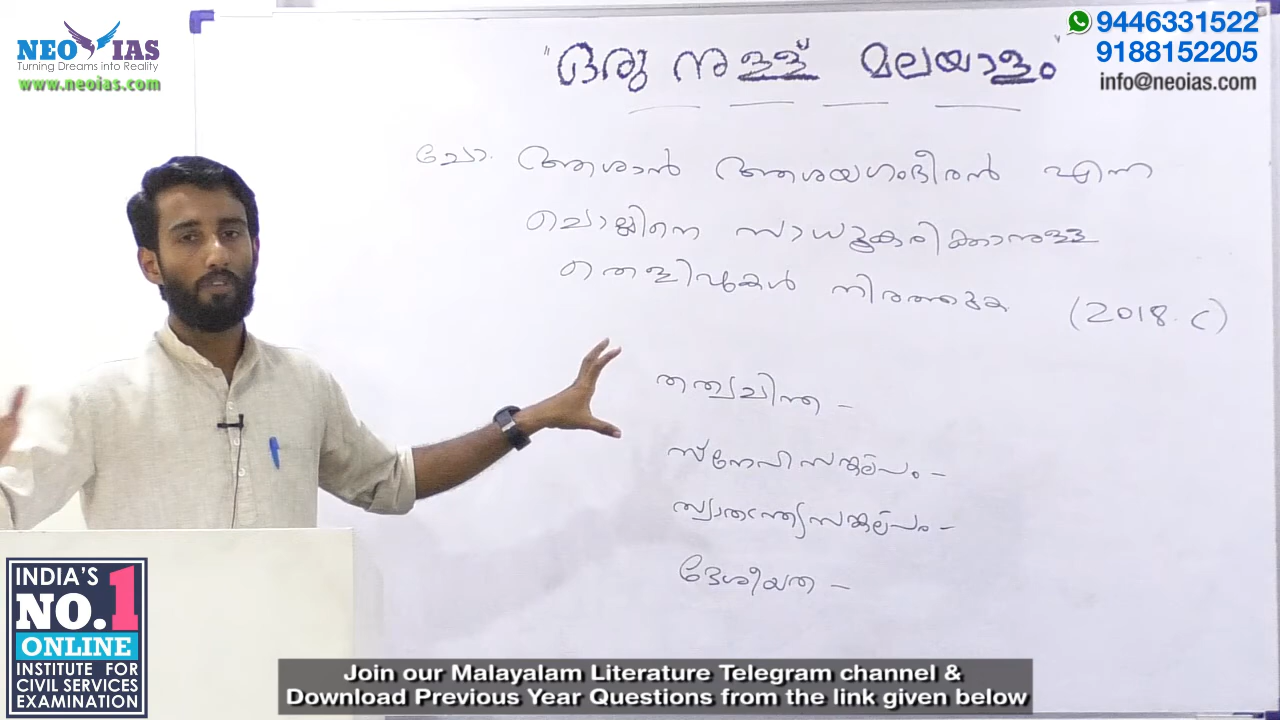 NEO IAS
Turning Dreams into Reality
www.neoias.com
9446331522
9188152205
info@neoias.com
"ഒരു നുള്ള് മലയാളം"
ചോ. ആശാൻ ആശയഗംഭീരൻ എന്ന
ചൊല്ലിനെ സാധൂകരിക്കാനുള്ള
തെളിവുകൾ നിരത്തുക (2018. C)
തത്വചിന്ത -
സ്നേഹസങ്കല്പം -
സ്വാതന്ത്ര്യസങ്കല്പം -
ദേശീയത -
INDIA'S
NO.1
ONLINE
INSTITUTE FOR
CIVIL SERVICES
EXAMINATION
Join our Malayalam Literature Telegram channel &
Download Previous Year Questions from the link given below